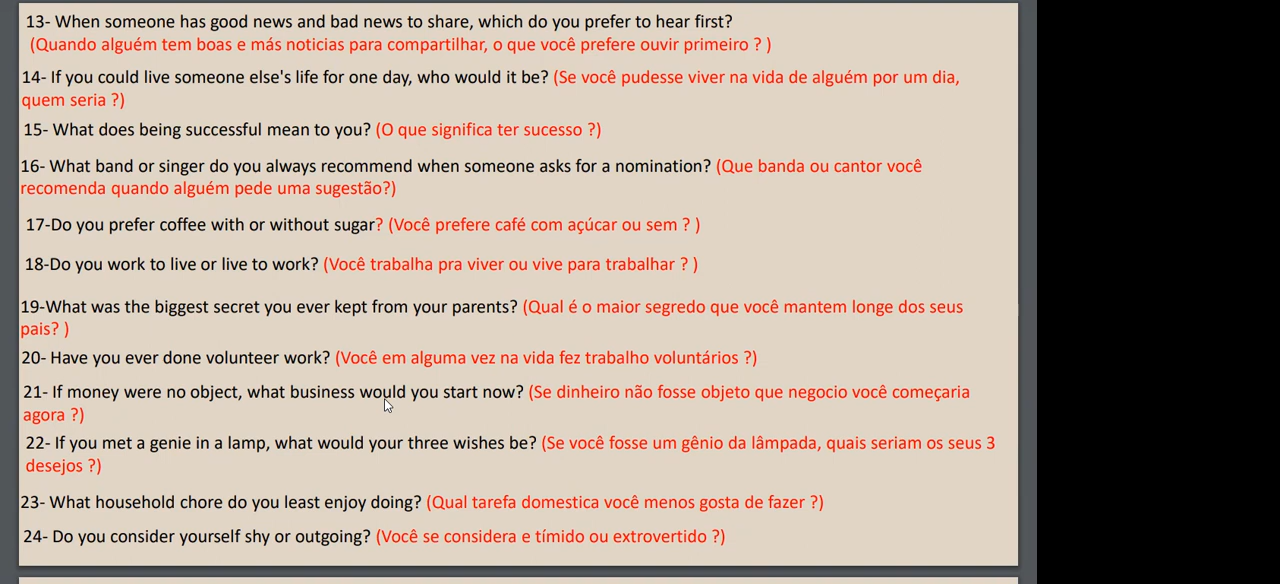 13- When someone has good news and bad news to share, which do you prefer to hear first?
(Quando alguém tem boas e más noticias para compartilhar, o que você prefere ouvir primeiro ? )
14- If you could live someone else's life for one day, who would it be? (Se você pudesse viver na vida de alguém por um dia,
quem seria ?)
15- What does being successful mean to you? (O que significa ter sucesso ?)
16- What band or singer do you always recommend when someone asks for a nomination? (Que banda ou cantor você
recomenda quando alguém pede uma sugestão?)
17-Do you prefer coffee with or without sugar? (Você prefere café com açúcar ou sem ? )
18-Do you work to live or live to work? (Você trabalha pra viver ou vive para trabalhar ? )
19-What was the biggest secret you ever kept from your parents? (Qual é o maior segredo que você mantem longe dos seus
pais? )
20- Have you ever done volunteer work? (Você em alguma vez na vida fez trabalho voluntários ?)
21- If money were no object, what business would you start now? (Se dinheiro não fosse objeto que negocio você começaria
agora ?)
22- If you met a genie in a lamp, what would your three wishes be? (Se você fosse um gênio da lâmpada, quais seriam os seus 3
desejos ?)
23- What household chore do you least enjoy doing? (Qual tarefa domestica você menos gosta de fazer ?)
24- Do you consider yourself shy or outgoing? (Você se considera e tímido ou extrovertido ?)